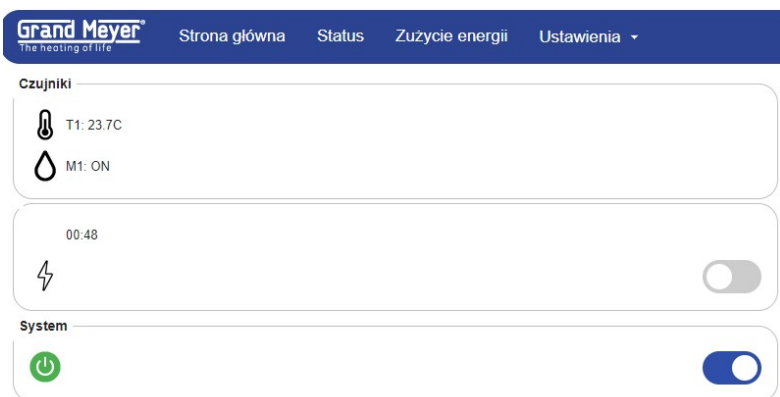 Grand Meyer®
The heating of life
Strona główna Status Zużycie energii Ustawienia
Czujniki
T1: 23.7C
M1: ON
00:48
System